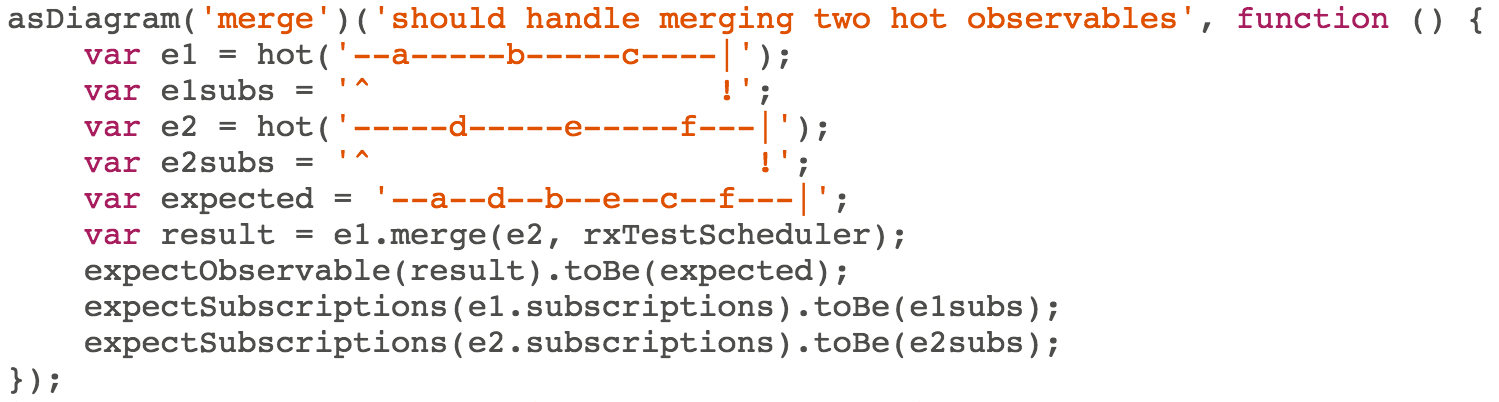 asDiagram('merge')('should handle merging two hot observables', function () {
    var e1 = hot('--a-----b-----c----|');
    var e1subs = '^                  !';
    var e2 = hot('-----d-----e-----f---|');
    var e2subs = '^                    !';
    var expected = '--a--d--b--e--c--f---|';
    var result = e1.merge(e2, rxTestScheduler);
    expectObservable(result).toBe(expected);
    expectSubscriptions(e1.subscriptions).toBe(e1subs);
    expectSubscriptions(e2.subscriptions).toBe(e2subs);
});